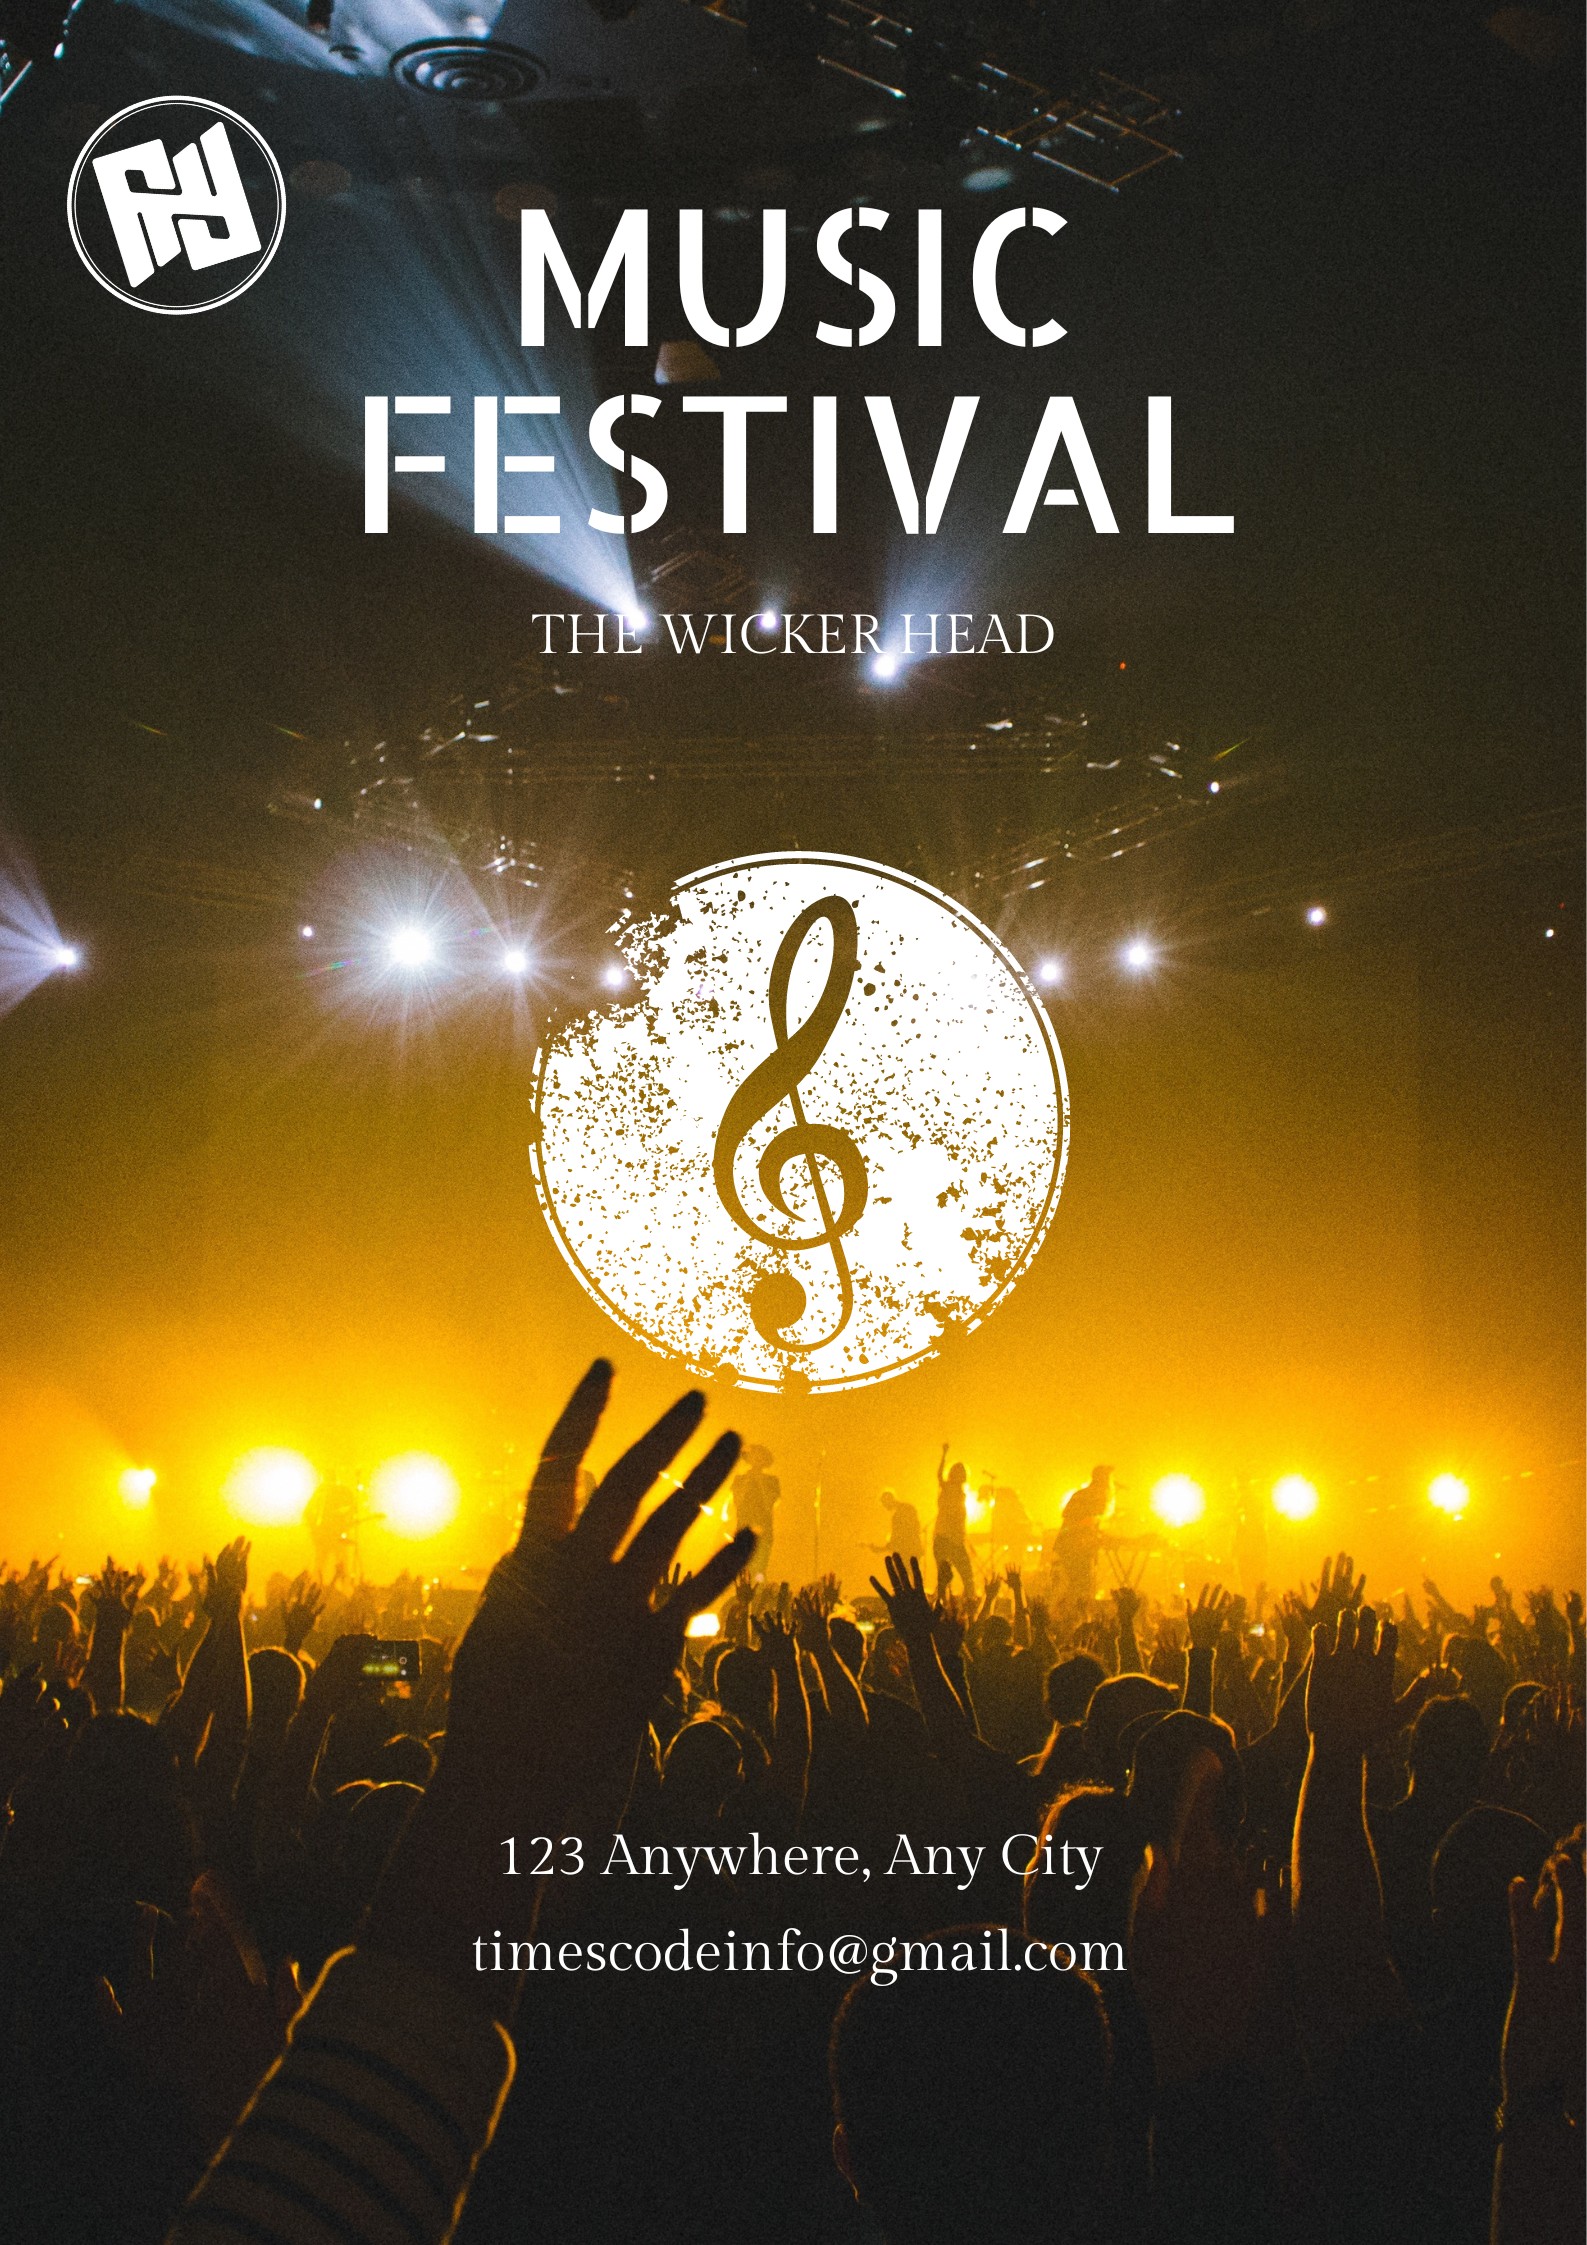 MUSIC
FESTIVAL
THE WICKER HEAD
123 Anywhere, Any City
timescodeinfo@gmail.com